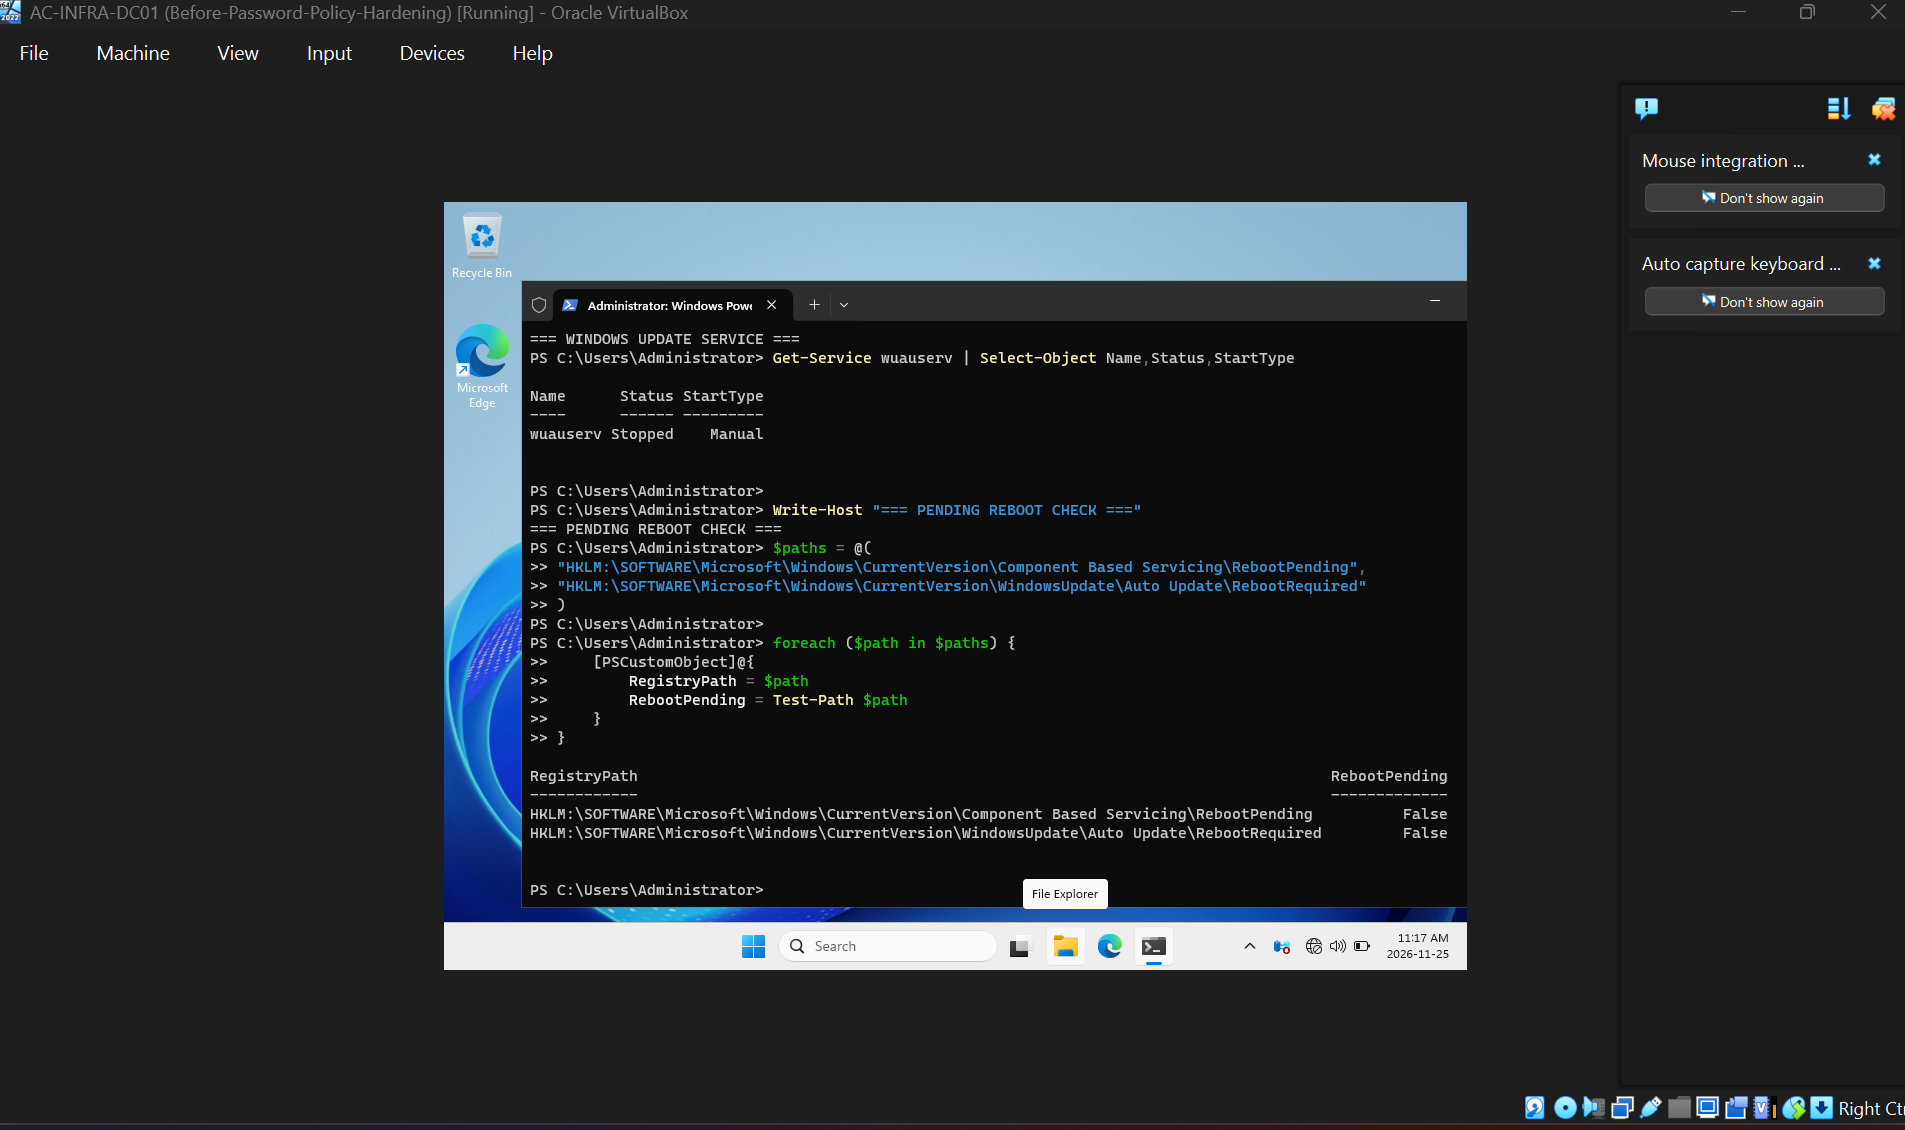 AC-INFRA-DC01 (Before-Password-Policy-Hardening) [Running] - Oracle VirtualBox
File Machine View Input Devices Help
Mouse integration ...
Don't show again
Auto capture keyboard ...
Don't show again
Recycle Bin
Microsoft
Edge
Administrator: Windows Powe
=== WINDOWS UPDATE SERVICE ===
PS C:\Users\Administrator> Get-Service wuauserv | Select-Object Name,Status,StartType
Name Status StartType
---- ------ ---------
wuauserv Stopped Manual
PS C:\Users\Administrator>
PS C:\Users\Administrator> Write-Host "=== PENDING REBOOT CHECK ==="
=== PENDING REBOOT CHECK ===
PS C:\Users\Administrator> $paths = @(
>> "HKLM:\SOFTWARE\Microsoft\Windows\CurrentVersion\Component Based Servicing\RebootPending",
>> "HKLM:\SOFTWARE\Microsoft\Windows\CurrentVersion\WindowsUpdate\Auto Update\RebootRequired"
>> )
PS C:\Users\Administrator>
PS C:\Users\Administrator> foreach ($path in $paths) {
>>     [PSCustomObject]@{
>>         RegistryPath = $path
>>         RebootPending = Test-Path $path
>>     }
>> }
RegistryPath RebootPending
------------ -------------
HKLM:\SOFTWARE\Microsoft\Windows\CurrentVersion\Component Based Servicing\RebootPending False
HKLM:\SOFTWARE\Microsoft\Windows\CurrentVersion\WindowsUpdate\Auto Update\RebootRequired False
PS C:\Users\Administrator>
File Explorer
Search
11:17 AM
2026-11-25
Right Ctr